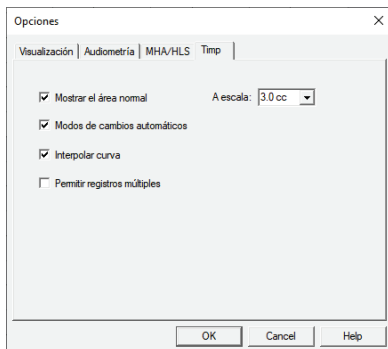 Opciones
Visualización Audiometría MHA/HLS Timp
Mostrar el área normal A escala: 3.0 cc
Modos de cambios automáticos
Interpolar curva
Permitir registros múltiples
OK Cancel Help